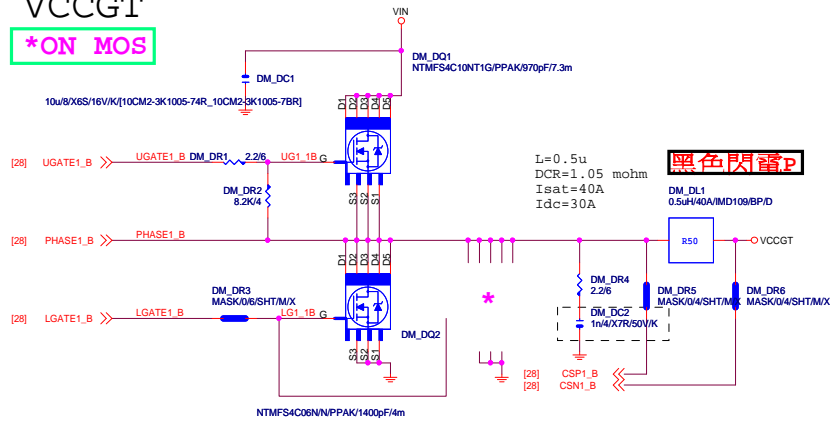 VCCGT
*ON MOS
VIN
DM_DC1
10u/8/X6S/16V/K/[10CM2-3K1005-74R_10CM2-3K1005-7BR]
DM_DQ1
NTMFS4C10NT1G/PPAK/970pF/7.3m
D1 D2 D3 D4 D5
[28] UGATE1_B UGATE1_B DM_DR1 2.2/6 UG1_1B G
S3 S2 S1
DM_DR2
8.2K/4
L=0.5u
DCR=1.05 mohm
Isat=40A
Idc=30A
黑色閃電P
DM_DL1
0.5uH/40A/IMD109/BP/D
[28] PHASE1_B PHASE1_B
R50
VCCGT
D1 D2 D3 D4 D5
DM_DR3
MASK/0/6/SHT/M/X
[28] LGATE1_B LGATE1_B LG1_1B G
S3 S2 S1
DM_DQ2
NTMFS4C06N/N/PPAK/1400pF/4m
*
DM_DR4
2.2/6
DM_DC2
1n/4/X7R/50V/K
DM_DR5
MASK/0/4/SHT/M/X
DM_DR6
MASK/0/4/SHT/M/X
[28] CSP1_B
[28] CSN1_B